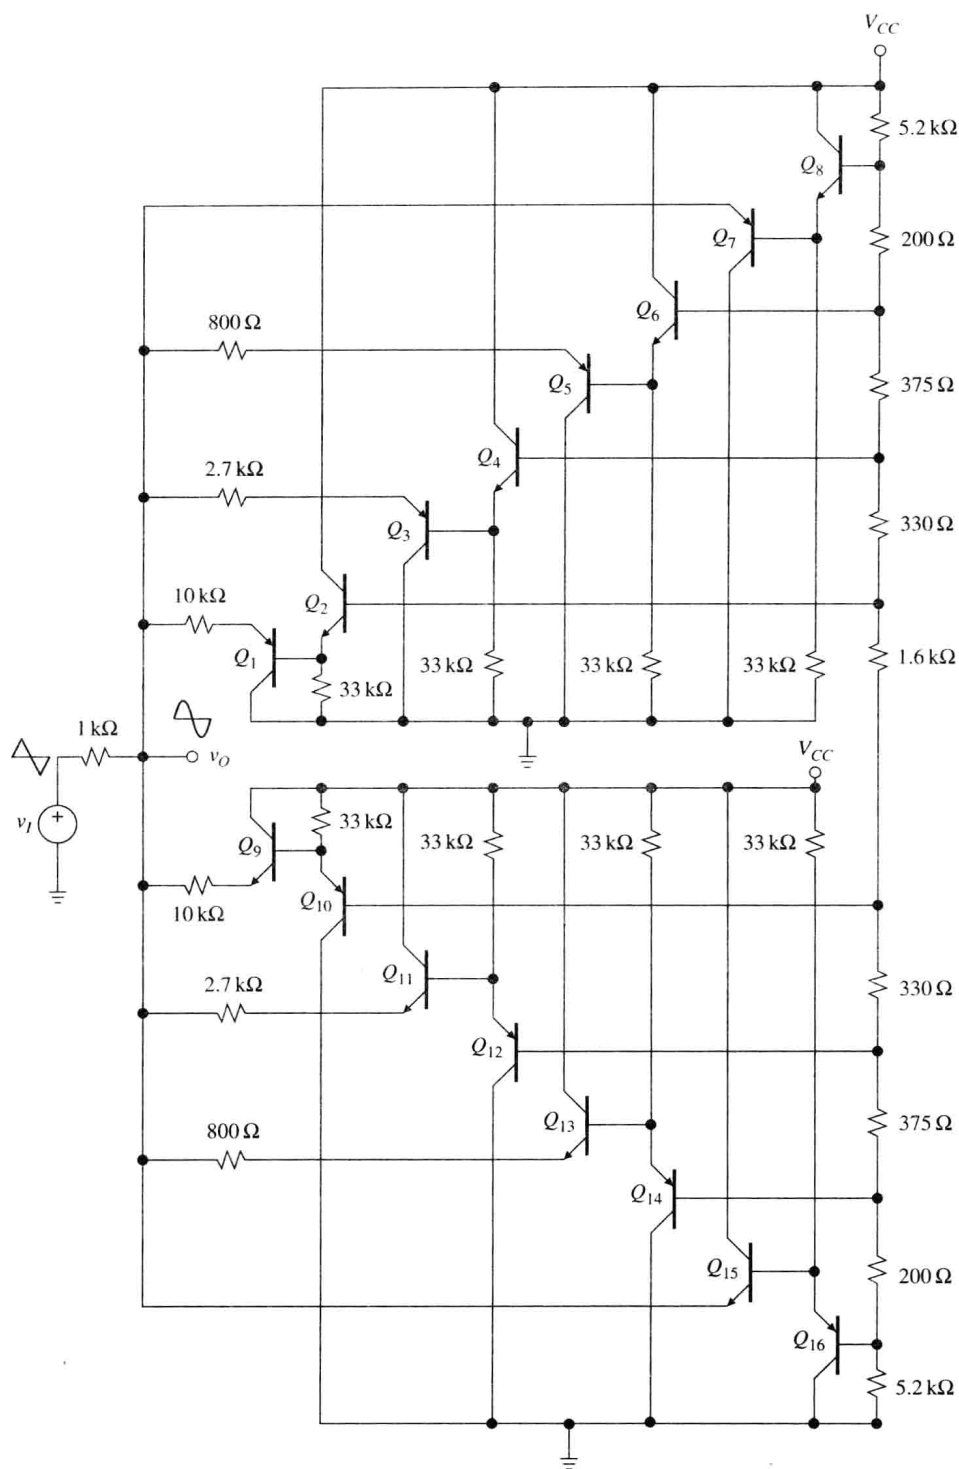 V_CC
5.2 kΩ
Q_8
Q_7
200 Ω
Q_6
800 Ω
Q_5
375 Ω
Q_4
2.7 kΩ
Q_3
330 Ω
10 kΩ
Q_2
Q_1
33 kΩ
33 kΩ
33 kΩ
33 kΩ
1.6 kΩ
1 kΩ
v_O
V_CC
v_I
33 kΩ
33 kΩ
33 kΩ
33 kΩ
Q_9
10 kΩ
Q_10
Q_11
2.7 kΩ
330 Ω
Q_12
800 Ω
Q_13
375 Ω
Q_14
Q_15
200 Ω
Q_16
5.2 kΩ